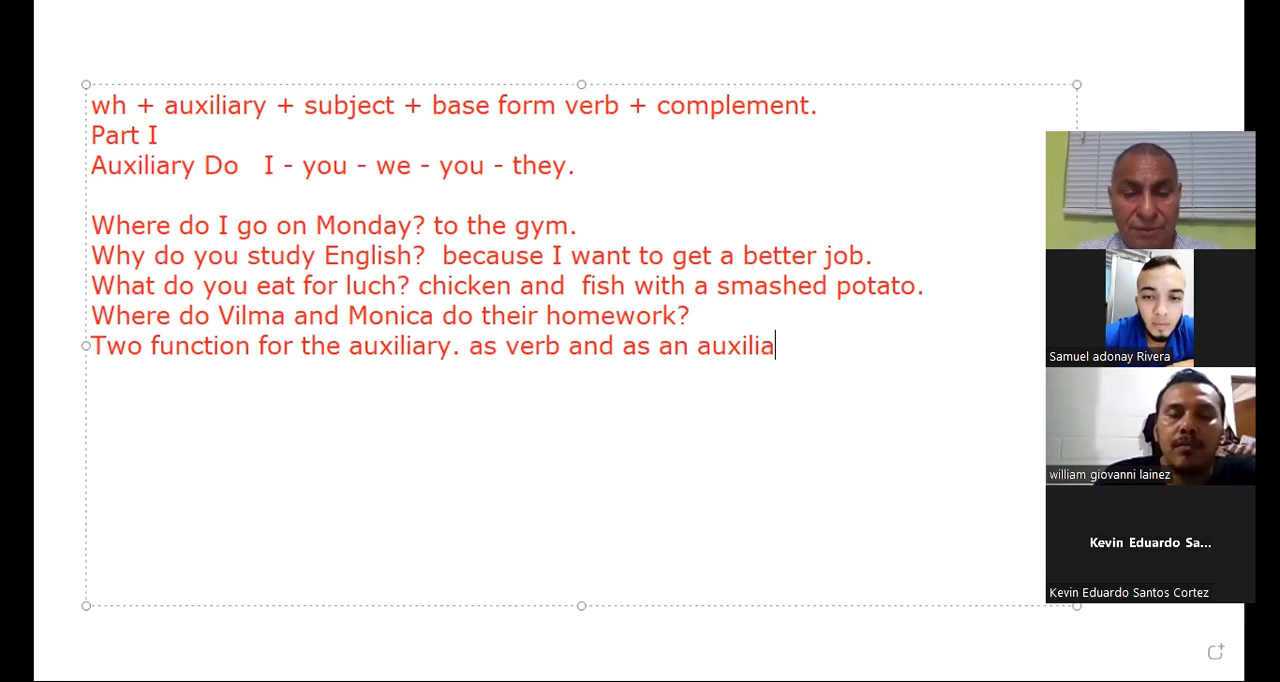 wh + auxiliary + subject + base form verb + complement.
Part I
Auxiliary Do I - you - we - you - they.
Where do I go on Monday? to the gym.
Why do you study English? because I want to get a better job.
What do you eat for luch? chicken and fish with a smashed potato.
Where do Vilma and Monica do their homework?
Two function for the auxiliary. as verb and as an auxilia
Samuel adonay Rivera
william giovanni lainez
Kevin Eduardo Sa...
Kevin Eduardo Santos Cortez